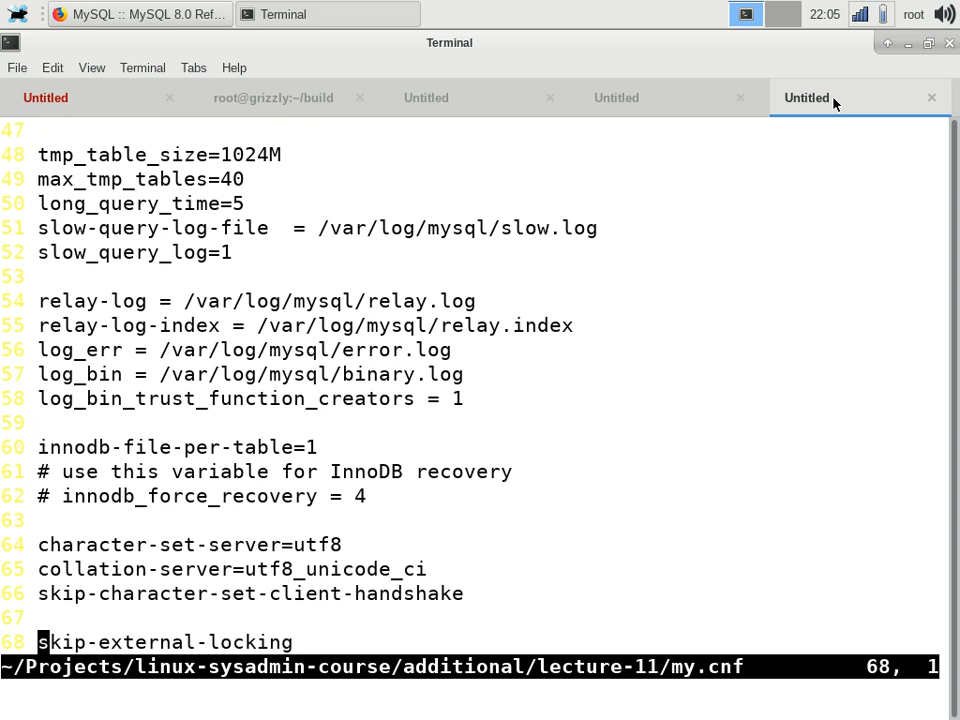 MySQL :: MySQL 8.0 Ref...
Terminal
22:05
root
Terminal
File Edit View Terminal Tabs Help
Untitled
root@grizzly:~/build
Untitled
Untitled
Untitled
47
48 tmp_table_size=1024M
49 max_tmp_tables=40
50 long_query_time=5
51 slow-query-log-file  = /var/log/mysql/slow.log
52 slow_query_log=1
53
54 relay-log = /var/log/mysql/relay.log
55 relay-log-index = /var/log/mysql/relay.index
56 log_err = /var/log/mysql/error.log
57 log_bin = /var/log/mysql/binary.log
58 log_bin_trust_function_creators = 1
59
60 innodb-file-per-table=1
61 # use this variable for InnoDB recovery
62 # innodb_force_recovery = 4
63
64 character-set-server=utf8
65 collation-server=utf8_unicode_ci
66 skip-character-set-client-handshake
67
68 skip-external-locking
~/Projects/linux-sysadmin-course/additional/lecture-11/my.cnf 68, 1